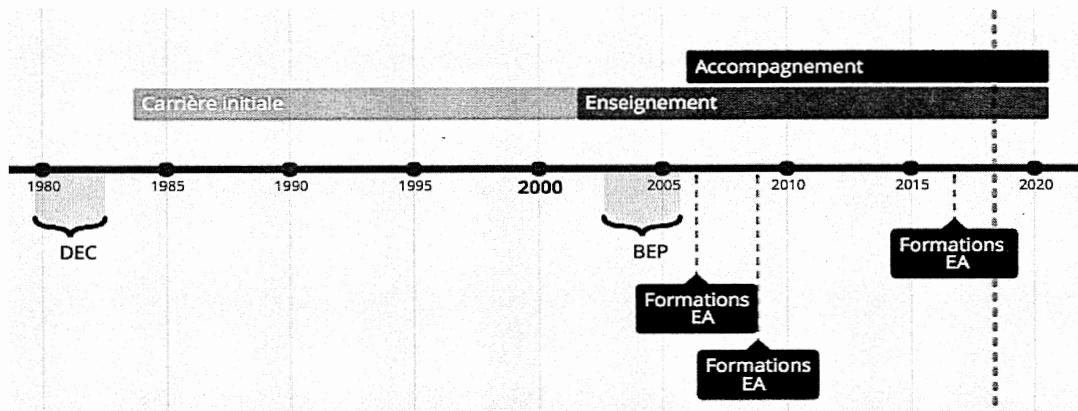 Accompagnement
Carrière initiale
Enseignement
1980
1985
1990
1995
2000
2005
2010
2015
2020
DEC
BEP
Formations
EA
Formations
EA
Formations
EA